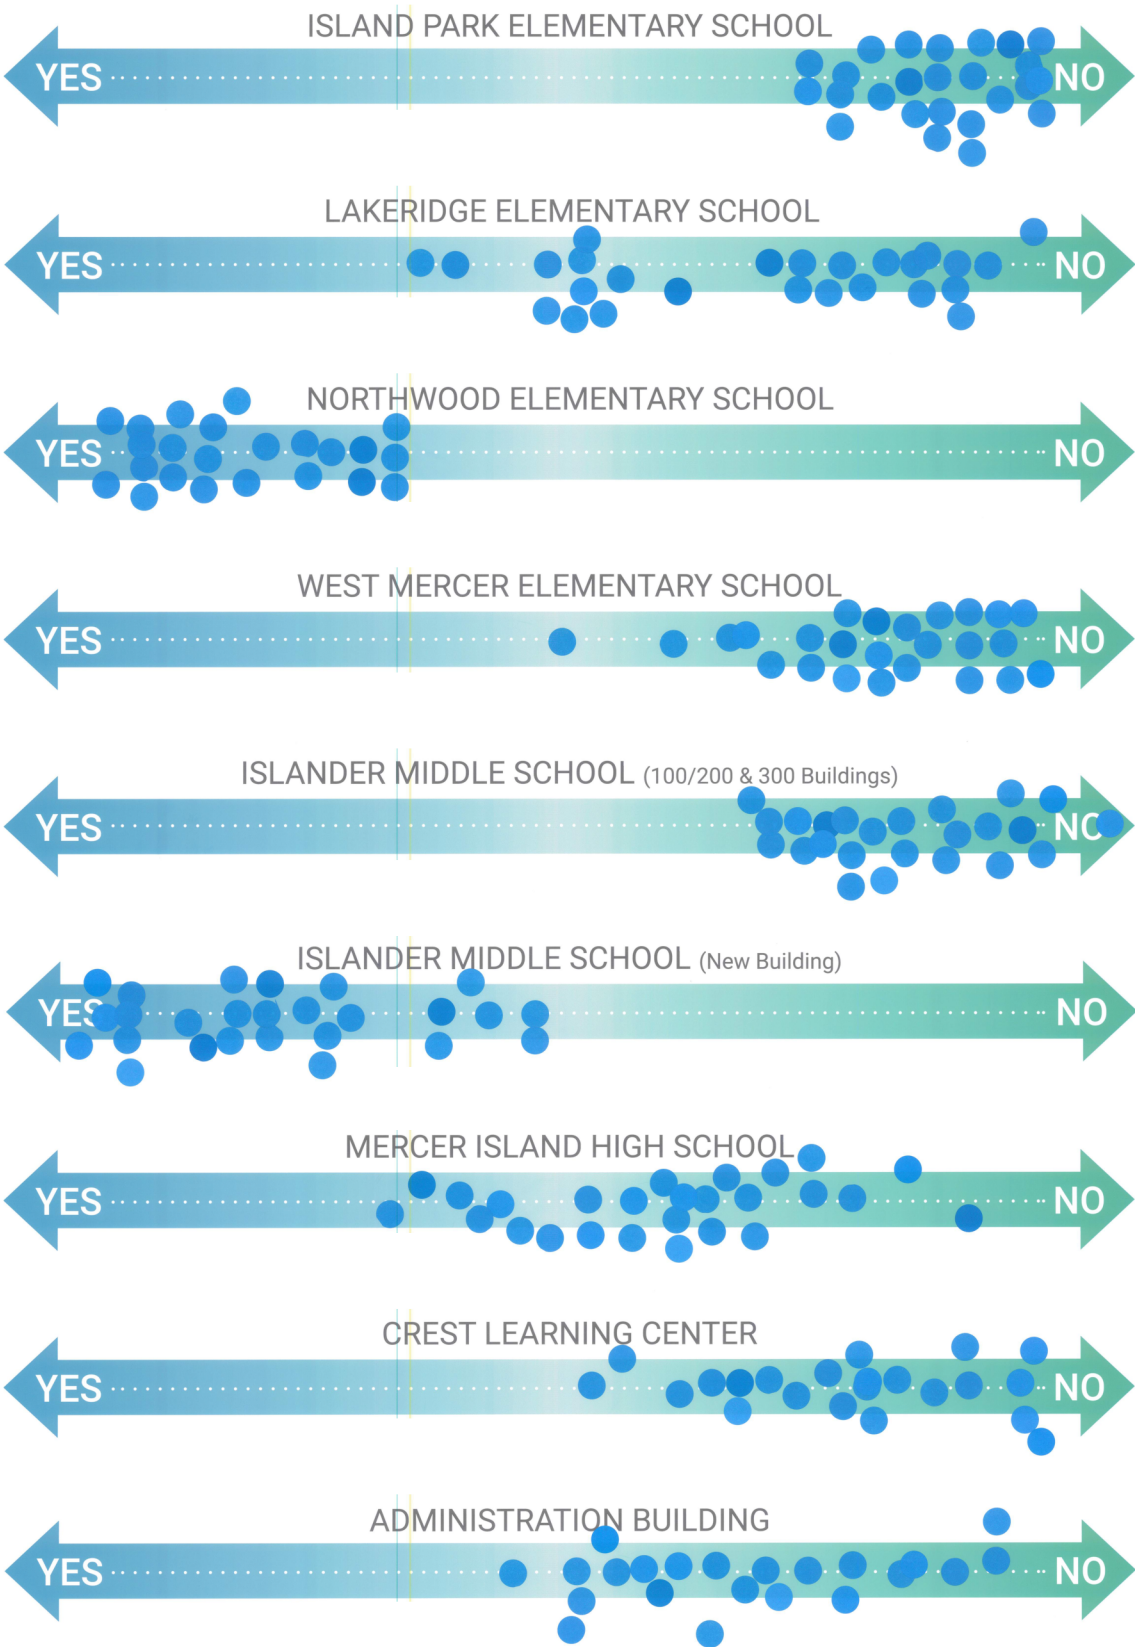 ISLAND PARK ELEMENTARY SCHOOL
YES NO
LAKERIDGE ELEMENTARY SCHOOL
YES NO
NORTHWOOD ELEMENTARY SCHOOL
YES NO
WEST MERCER ELEMENTARY SCHOOL
YES NO
ISLANDER MIDDLE SCHOOL (100/200 & 300 Buildings)
YES NO
ISLANDER MIDDLE SCHOOL (New Building)
YES NO
MERCER ISLAND HIGH SCHOOL
YES NO
CREST LEARNING CENTER
YES NO
ADMINISTRATION BUILDING
YES NO